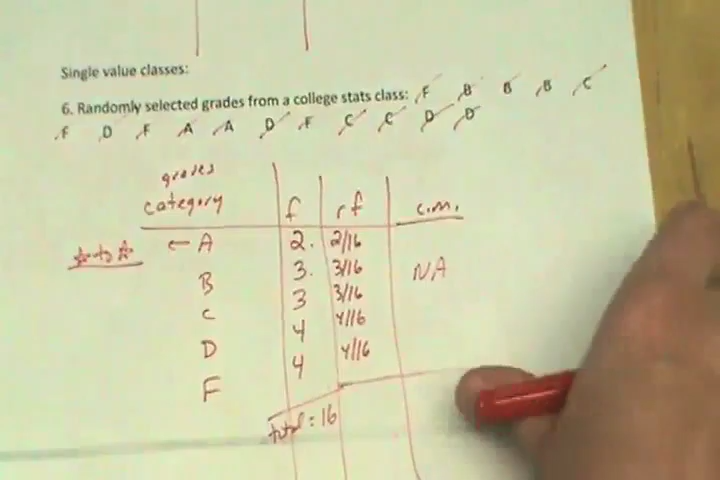 Single value classes:
6. Randomly selected grades from a college stats class: F B B B C
F D F A A D F C C D D
grades
category f rf c.m.
← A 2. 2/16
B 3. 3/16 NA
C 3 3/16
D 4 4/16
F 4 4/16
total = 16